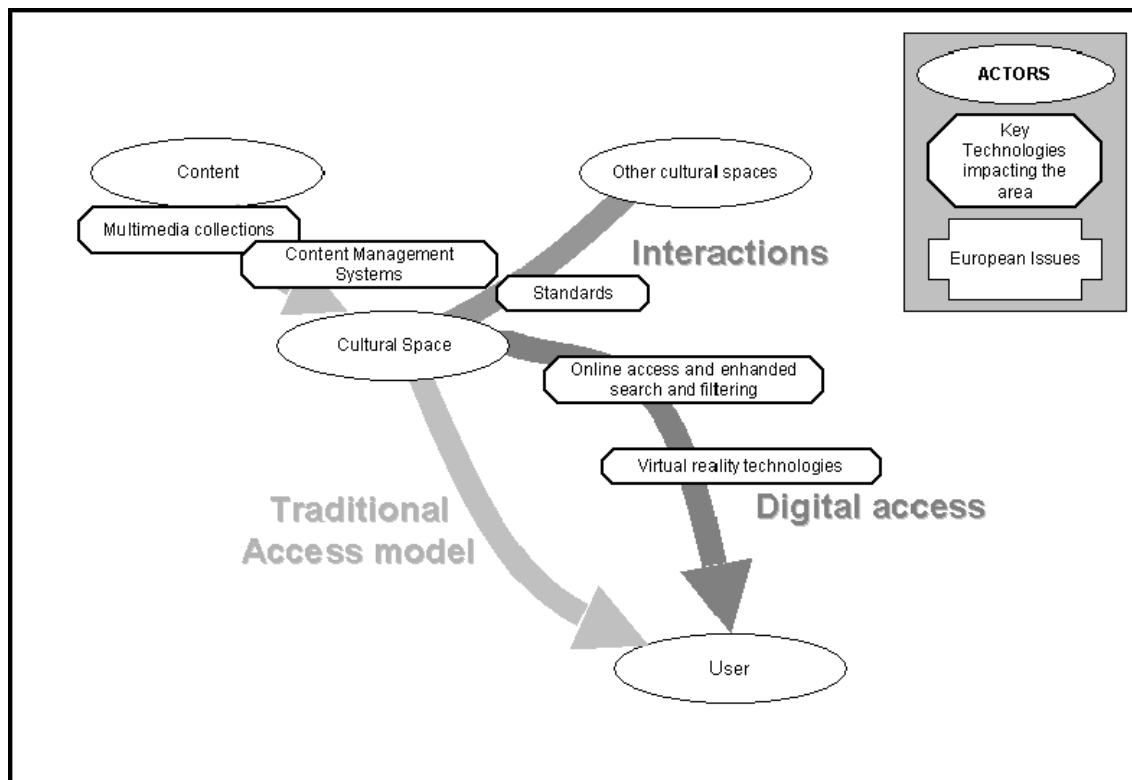 ACTORS
Key
Technologies
impacting the
area
European Issues
Content
Other cultural spaces
Multimedia collections
Content Management
Systems
Interactions
Standards
Cultural Space
Online access and enhanded
search and filtering
Virtual reality technologies
Traditional
Access model
Digital access
User